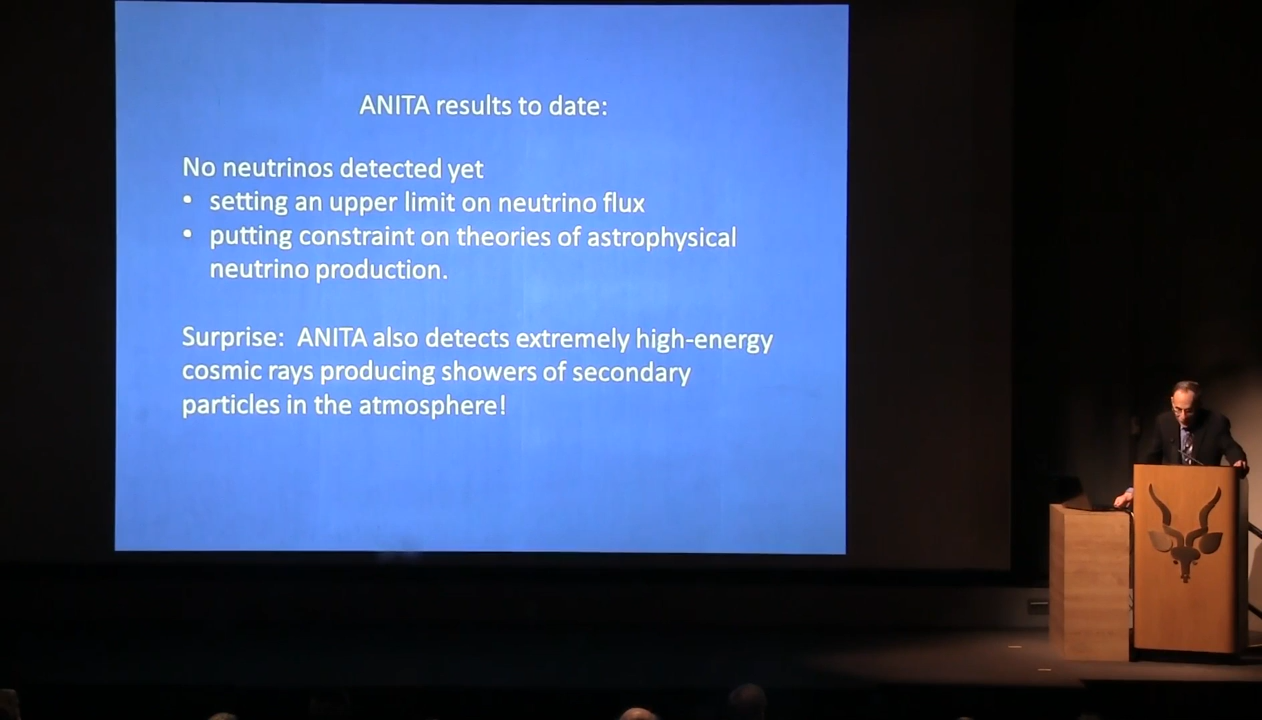 ANITA results to date:
No neutrinos detected yet
• setting an upper limit on neutrino flux
• putting constraint on theories of astrophysical
neutrino production.
Surprise: ANITA also detects extremely high-energy
cosmic rays producing showers of secondary
particles in the atmosphere!